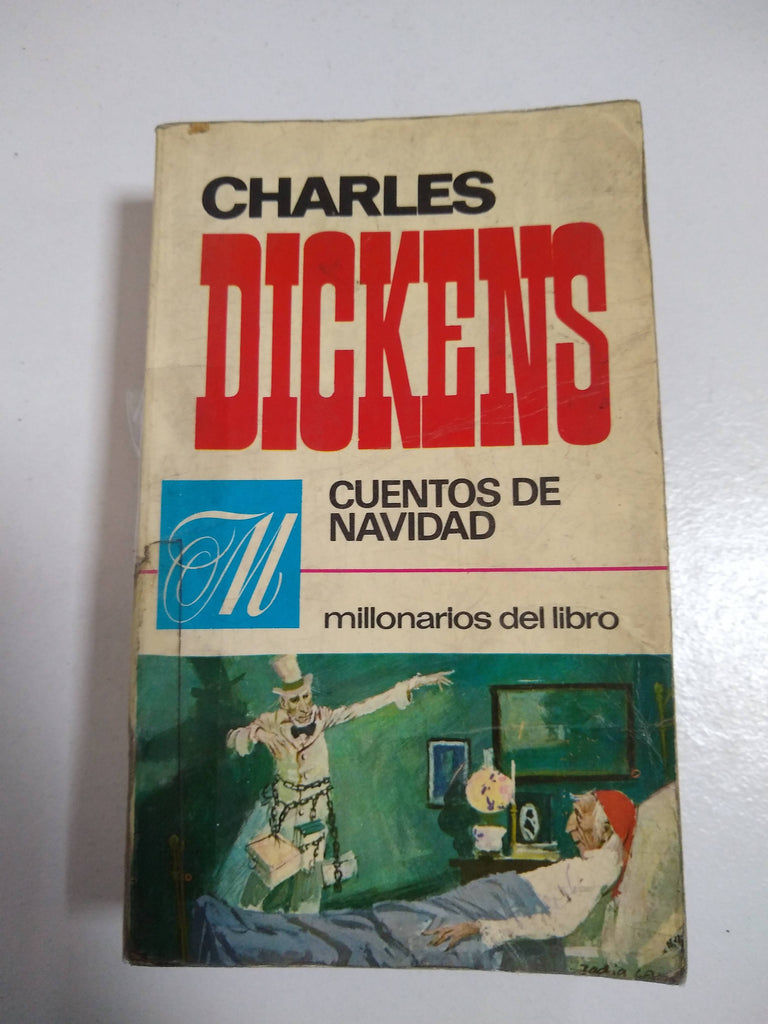 CHARLES
DICKENS
CUENTOS DE
NAVIDAD
M
millonarios del libro